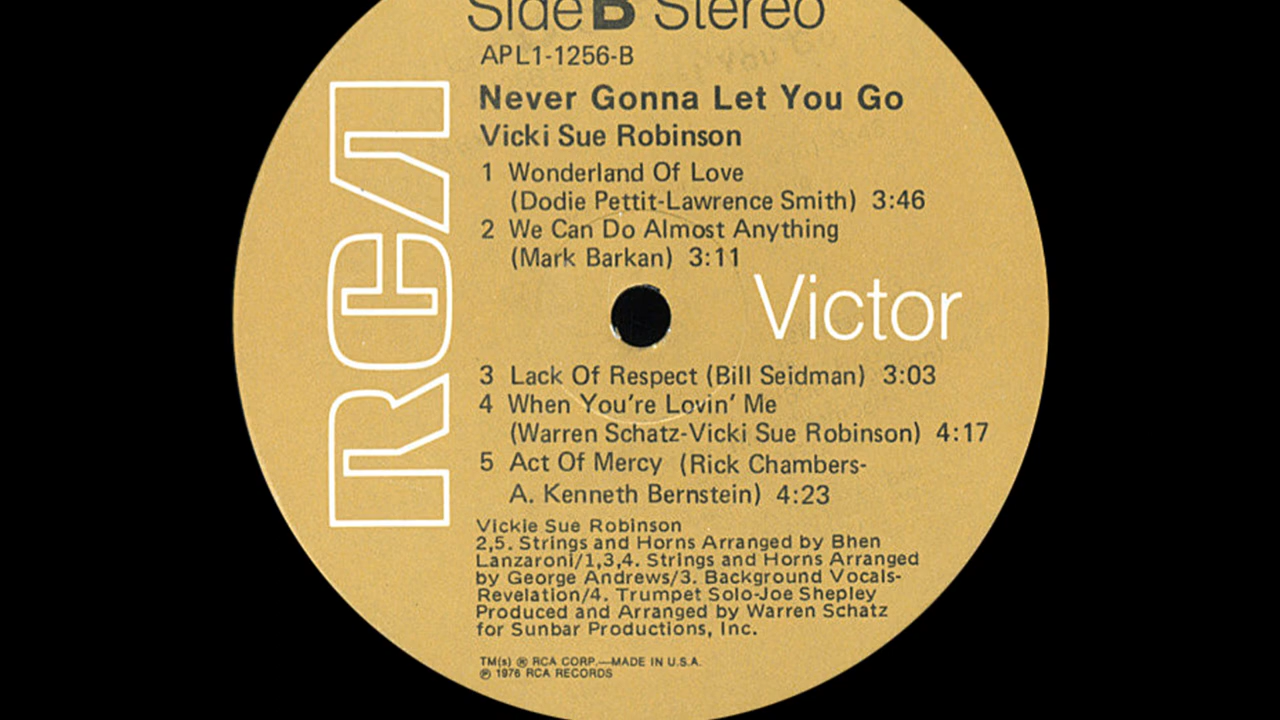 Side B Stereo
APL1-1256-B
Never Gonna Let You Go
Vicki Sue Robinson
1 Wonderland Of Love
(Dodie Pettit-Lawrence Smith) 3:46
2 We Can Do Almost Anything
(Mark Barkan) 3:11
RCA
Victor
3 Lack Of Respect (Bill Seidman) 3:03
4 When You're Lovin' Me
(Warren Schatz-Vicki Sue Robinson) 4:17
5 Act Of Mercy (Rick Chambers-
A. Kenneth Bernstein) 4:23
Vickie Sue Robinson
2,5. Strings and Horns Arranged by Bhen
Lanzaroni/1,3,4. Strings and Horns Arranged
by George Andrews/3. Background Vocals-
Revelation/4. Trumpet Solo-Joe Shepley
Produced and Arranged by Warren Schatz
for Sunbar Productions, Inc.
TM(s) ® RCA CORP.—MADE IN U.S.A.
℗ 1976 RCA RECORDS